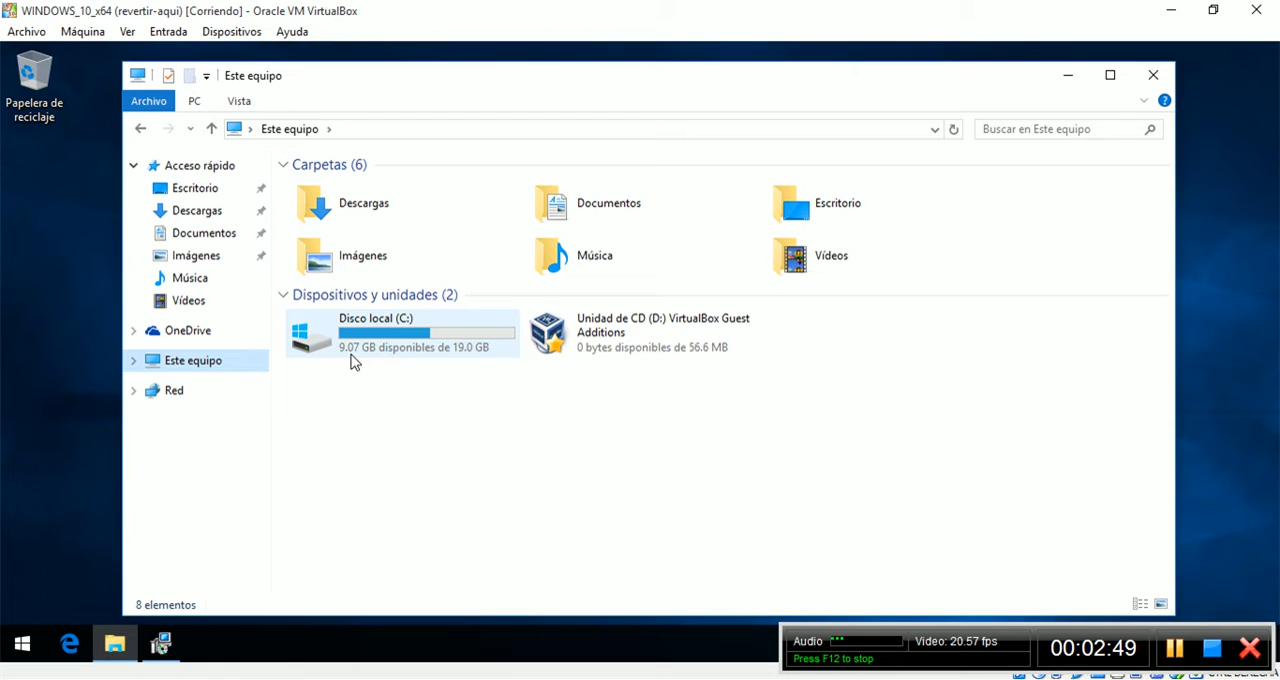 WINDOWS_10_x64 (revertir-aqui) [Corriendo] - Oracle VM VirtualBox
Archivo Máquina Ver Entrada Dispositivos Ayuda
Papelera de
reciclaje
Este equipo
Archivo PC Vista
Este equipo
Buscar en Este equipo
Acceso rápido
Escritorio
Descargas
Documentos
Imágenes
Música
Vídeos
OneDrive
Este equipo
Red
Carpetas (6)
Descargas
Documentos
Escritorio
Imágenes
Música
Vídeos
Dispositivos y unidades (2)
Disco local (C:)
9.07 GB disponibles de 19.0 GB
Unidad de CD (D:) VirtualBox Guest
Additions
0 bytes disponibles de 56.6 MB
8 elementos
Audio
Video: 20.57 fps
Press F12 to stop
00:02:49